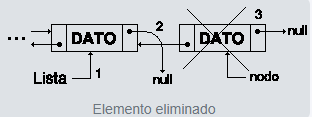 ...
DATO
2
DATO
3
null
Lista
1
null
nodo
Elemento eliminado